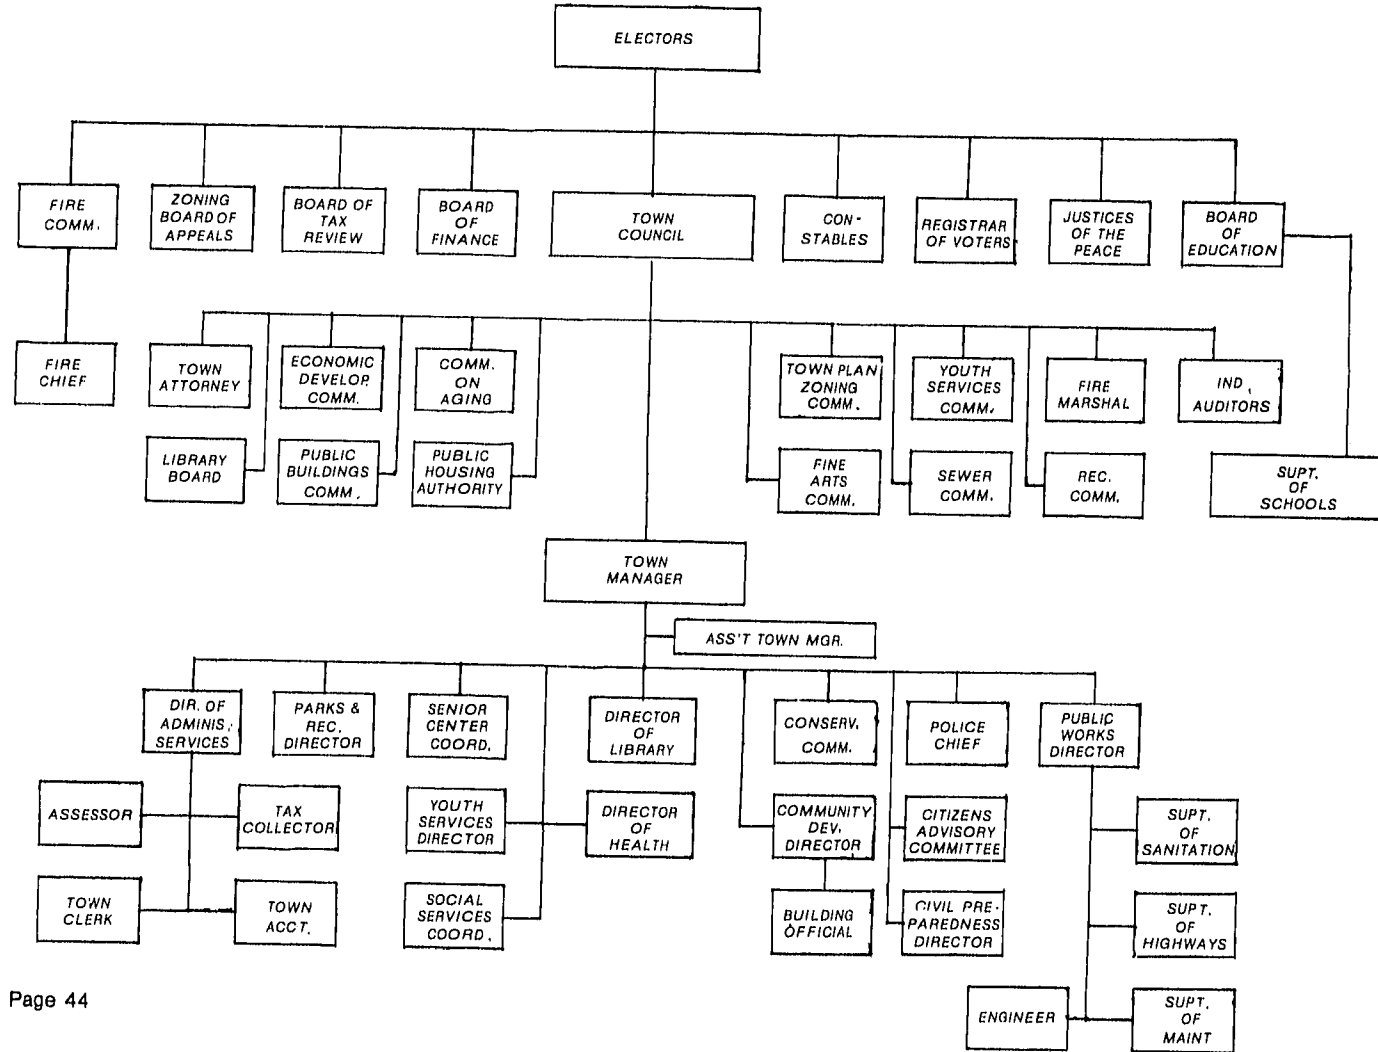 ELECTORS
FIRE
COMM.
ZONING
BOARD OF
APPEALS
BOARD OF
TAX
REVIEW
BOARD
OF
FINANCE
TOWN
COUNCIL
CON-
STABLES
REGISTRAR
OF VOTERS
JUSTICES
OF THE
PEACE
BOARD
OF
EDUCATION
FIRE
CHIEF
TOWN
ATTORNEY
ECONOMIC
DEVELOP.
COMM.
COMM.
ON
AGING
TOWN PLAN
ZONING
COMM.
YOUTH
SERVICES
COMM.
FIRE
MARSHAL
IND.
AUDITORS
LIBRARY
BOARD
PUBLIC
BUILDINGS
COMM.
PUBLIC
HOUSING
AUTHORITY
FINE
ARTS
COMM.
SEWER
COMM.
REC.
COMM.
SUPT.
OF
SCHOOLS
TOWN
MANAGER
ASS'T TOWN MGR.
DIR. OF
ADMINIS.
SERVICES
PARKS &
REC.
DIRECTOR
SENIOR
CENTER
COORD.
DIRECTOR
OF
LIBRARY
CONSERV.
COMM.
POLICE
CHIEF
PUBLIC
WORKS
DIRECTOR
ASSESSOR
TAX
COLLECTOR
YOUTH
SERVICES
DIRECTOR
DIRECTOR
OF
HEALTH
COMMUNITY
DEV.
DIRECTOR
CITIZENS
ADVISORY
COMMITTEE
SUPT.
OF
SANITATION
TOWN
CLERK
TOWN
ACCT.
SOCIAL
SERVICES
COORD.
BUILDING
OFFICIAL
CIVIL PRE-
PAREDNESS
DIRECTOR
SUPT.
OF
HIGHWAYS
ENGINEER
SUPT.
OF
MAINT
Page 44